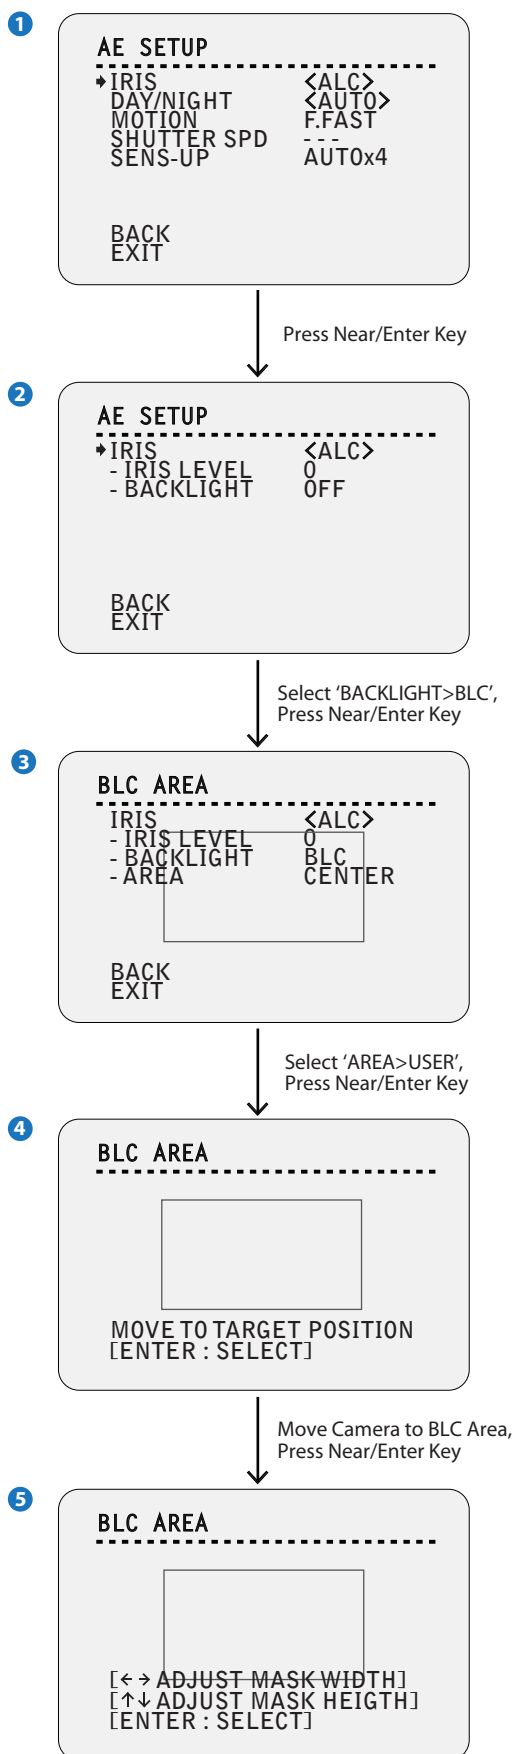 1
AE SETUP
IRIS <ALC>
DAY/NIGHT <AUTO>
MOTION F.FAST
SHUTTER SPD ---
SENS-UP AUTOx4
BACK
EXIT
Press Near/Enter Key
2
AE SETUP
IRIS <ALC>
- IRIS LEVEL 0
- BACKLIGHT OFF
BACK
EXIT
Select ‘BACKLIGHT>BLC’,
Press Near/Enter Key
3
BLC AREA
IRIS <ALC>
- IRIS LEVEL 0
- BACKLIGHT BLC
- AREA CENTER
BACK
EXIT
Select ‘AREA>USER’,
Press Near/Enter Key
4
BLC AREA
MOVE TO TARGET POSITION
[ENTER : SELECT]
Move Camera to BLC Area,
Press Near/Enter Key
5
BLC AREA
[←→ ADJUST MASK WIDTH]
[↑↓ ADJUST MASK HEIGTH]
[ENTER : SELECT]